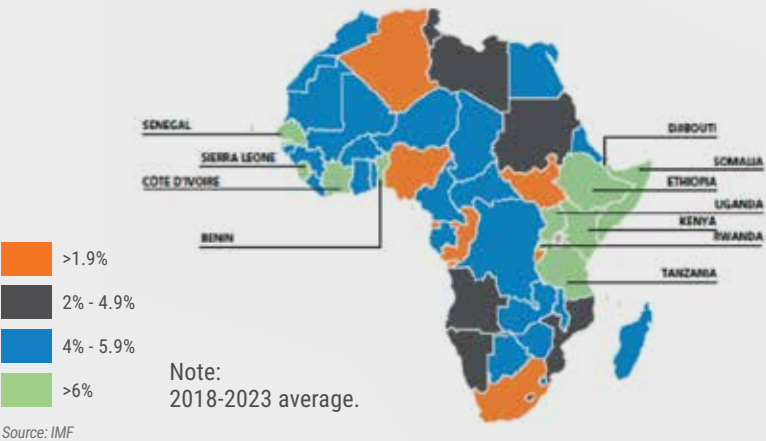 SENEGAL
SIERRA LEONE
COTE D'IVOIRE
BENIN
DJIBOUTI
SOMALIA
ETHIOPIA
UGANDA
KENYA
RWANDA
TANZANIA
>1.9%
2% - 4.9%
4% - 5.9%
>6%
Note:
2018-2023 average.
Source: IMF